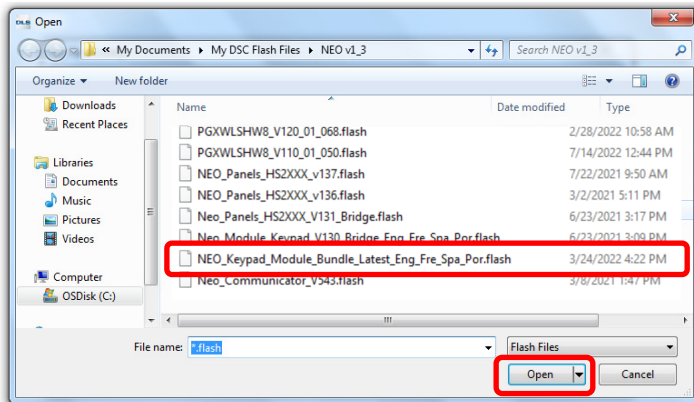 DLS Open
« My Documents ▸ My DSC Flash Files ▸ NEO v1_3 Search NEO v1_3
Organize New folder
Downloads
Recent Places
Libraries
Documents
Music
Pictures
Videos
Computer
OSDisk (C:)
Name Date modified Type
PGXWLSHW8_V120_01_068.flash 2/28/2022 10:58 AM
PGXWLSHW8_V110_01_050.flash 7/14/2022 12:44 PM
NEO_Panels_HS2XXX_v137.flash 7/22/2021 9:50 AM
NEO_Panels_HS2XXX_v136.flash 3/2/2021 5:11 PM
Neo_Panels_HS2XXX_V131_Bridge.flash 6/23/2021 3:17 PM
Neo_Module_Keypad_V130_Bridge_Eng_Fre_Spa_Por.flash 6/23/2021 3:09 PM
NEO_Keypad_Module_Bundle_Latest_Eng_Fre_Spa_Por.flash 3/24/2022 4:22 PM
Neo_Communicator_V543.flash 3/8/2021 1:47 PM
File name: *.flash Flash Files
Open Cancel